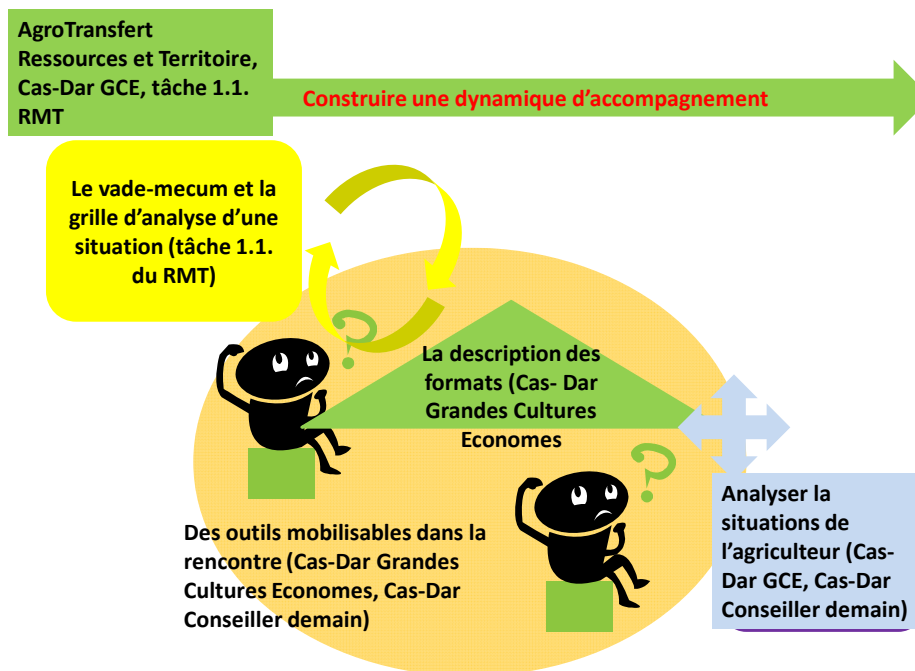 AgroTransfert
Ressources et Territoire,
Cas-Dar GCE, tâche 1.1.
RMT
Construire une dynamique d'accompagnement
Le vade-mecum et la
grille d'analyse d'une
situation (tâche 1.1.
du RMT)
?
La description des
formats (Cas- Dar
Grandes Cultures
Economes
?
Des outils mobilisables dans la
rencontre (Cas-Dar Grandes
Cultures Economes, Cas-Dar
Conseiller demain)
Analyser la
situations de
l'agriculteur (Cas-
Dar GCE, Cas-Dar
Conseiller demain)